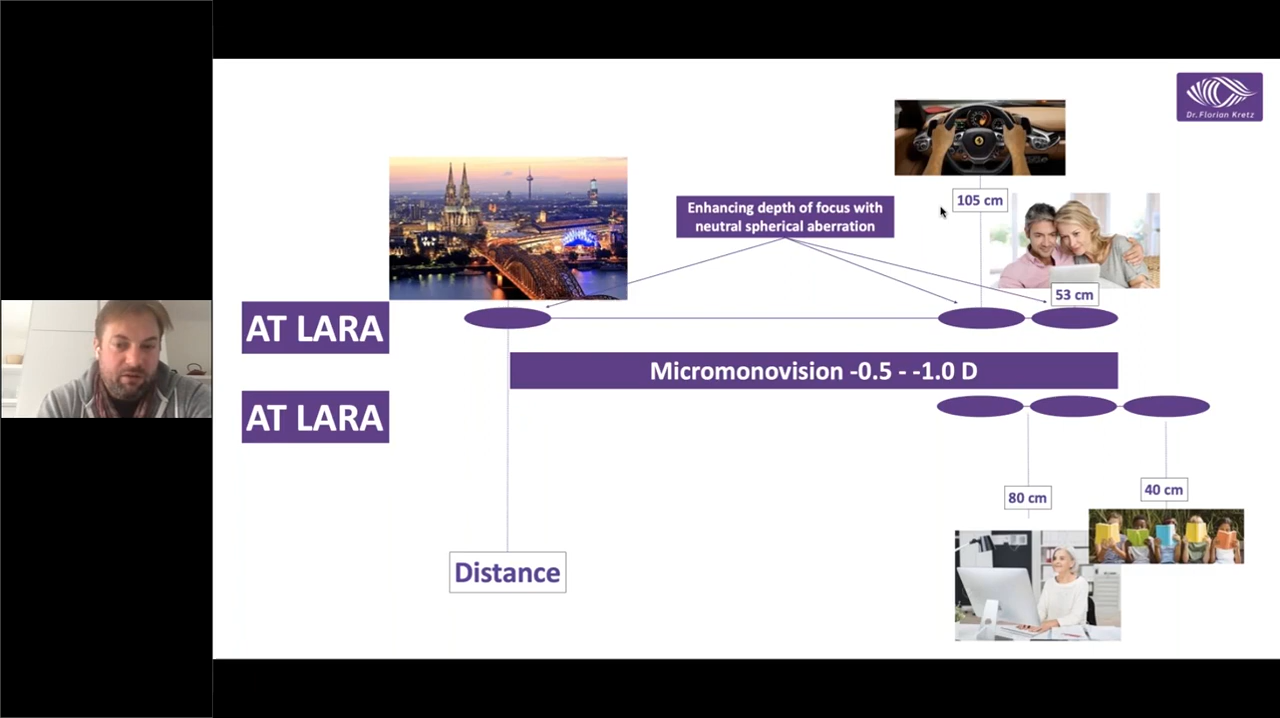 Dr. Florian Kretz
105 cm
Enhancing depth of focus with
neutral spherical aberration
53 cm
AT LARA
Micromonovision -0.5 - -1.0 D
AT LARA
80 cm
40 cm
Distance